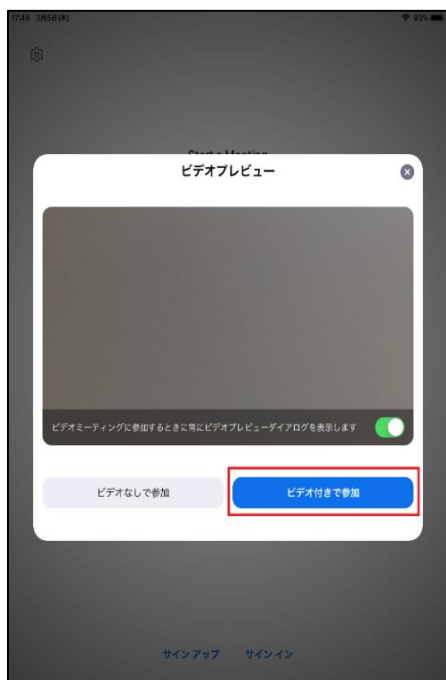 17:49 3月5日(木)
83%
Start a Meeting
ビデオプレビュー
ビデオミーティングに参加するときに常にビデオプレビューダイアログを表示します
ビデオなしで参加
ビデオ付きで参加
サインアップ
サインイン